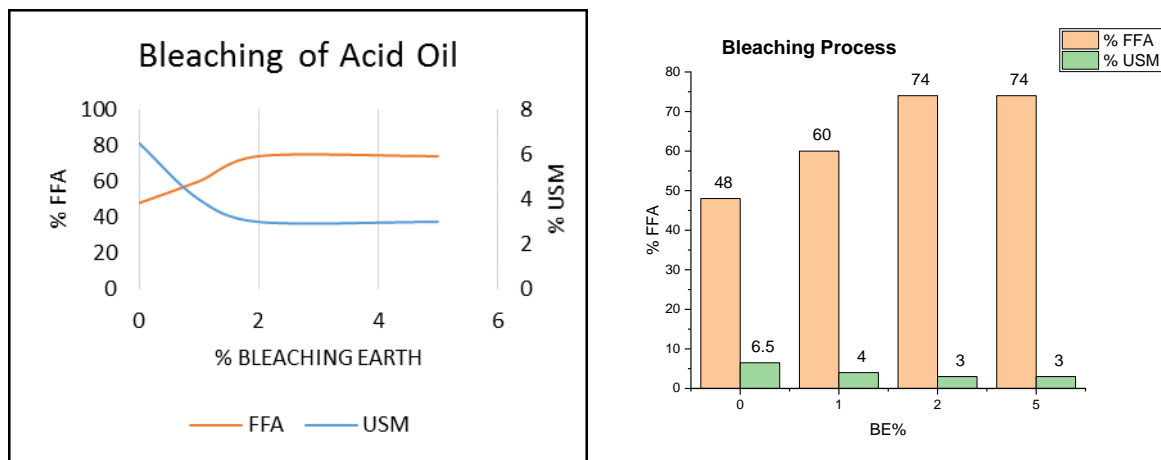 Bleaching of Acid Oil
100
80
60
40
20
0
% FFA
8
6
4
2
0
% USM
0 2 4 6
% BLEACHING EARTH
FFA USM
Bleaching Process
% FFA
% USM
80
70
60
50
40
30
20
10
0
% FFA
48
6.5
60
4
74
3
74
3
0 1 2 5
BE%